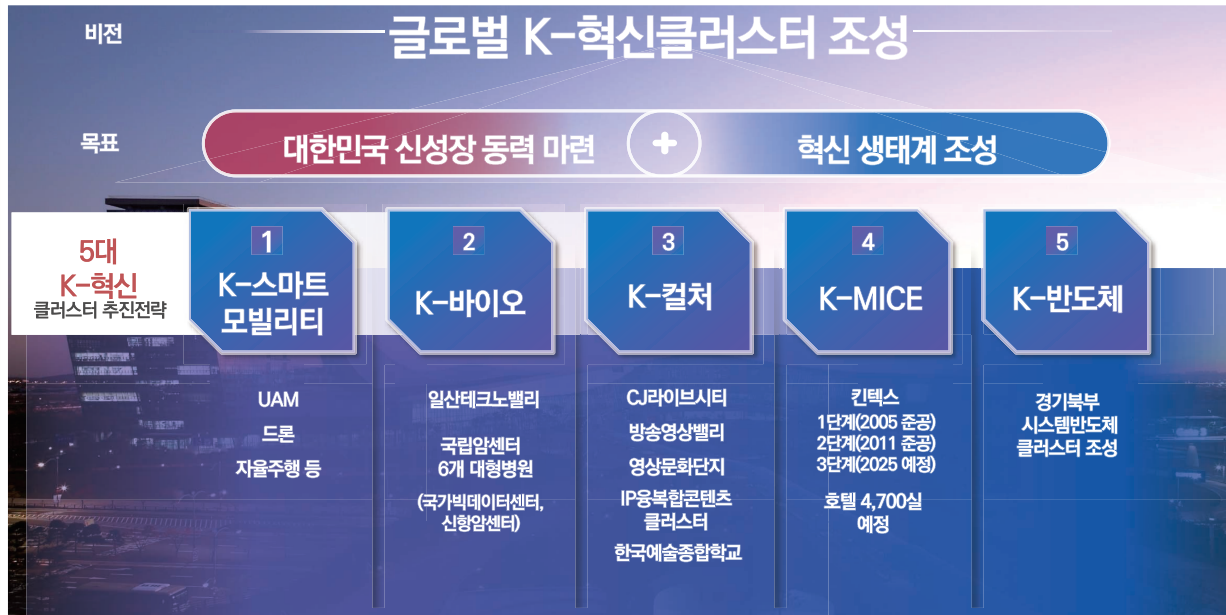 비전
글로벌 K-혁신클러스터 조성
목표
대한민국 신성장 동력 마련
+
혁신 생태계 조성
5대
K-혁신
클러스터 추진전략
1
K-스마트
모빌리티
UAM
드론
자율주행 등
2
K-바이오
일산테크노밸리
국립암센터
6개 대형병원
(국가빅데이터센터,
신항암센터)
3
K-컬처
CJ라이브시티
방송영상밸리
영상문화단지
IP융복합콘텐츠
클러스터
한국예술종합학교
4
K-MICE
킨텍스
1단계(2005 준공)
2단계(2011 준공)
3단계(2025 예정)
호텔 4,700실
예정
5
K-반도체
경기북부
시스템반도체
클러스터 조성